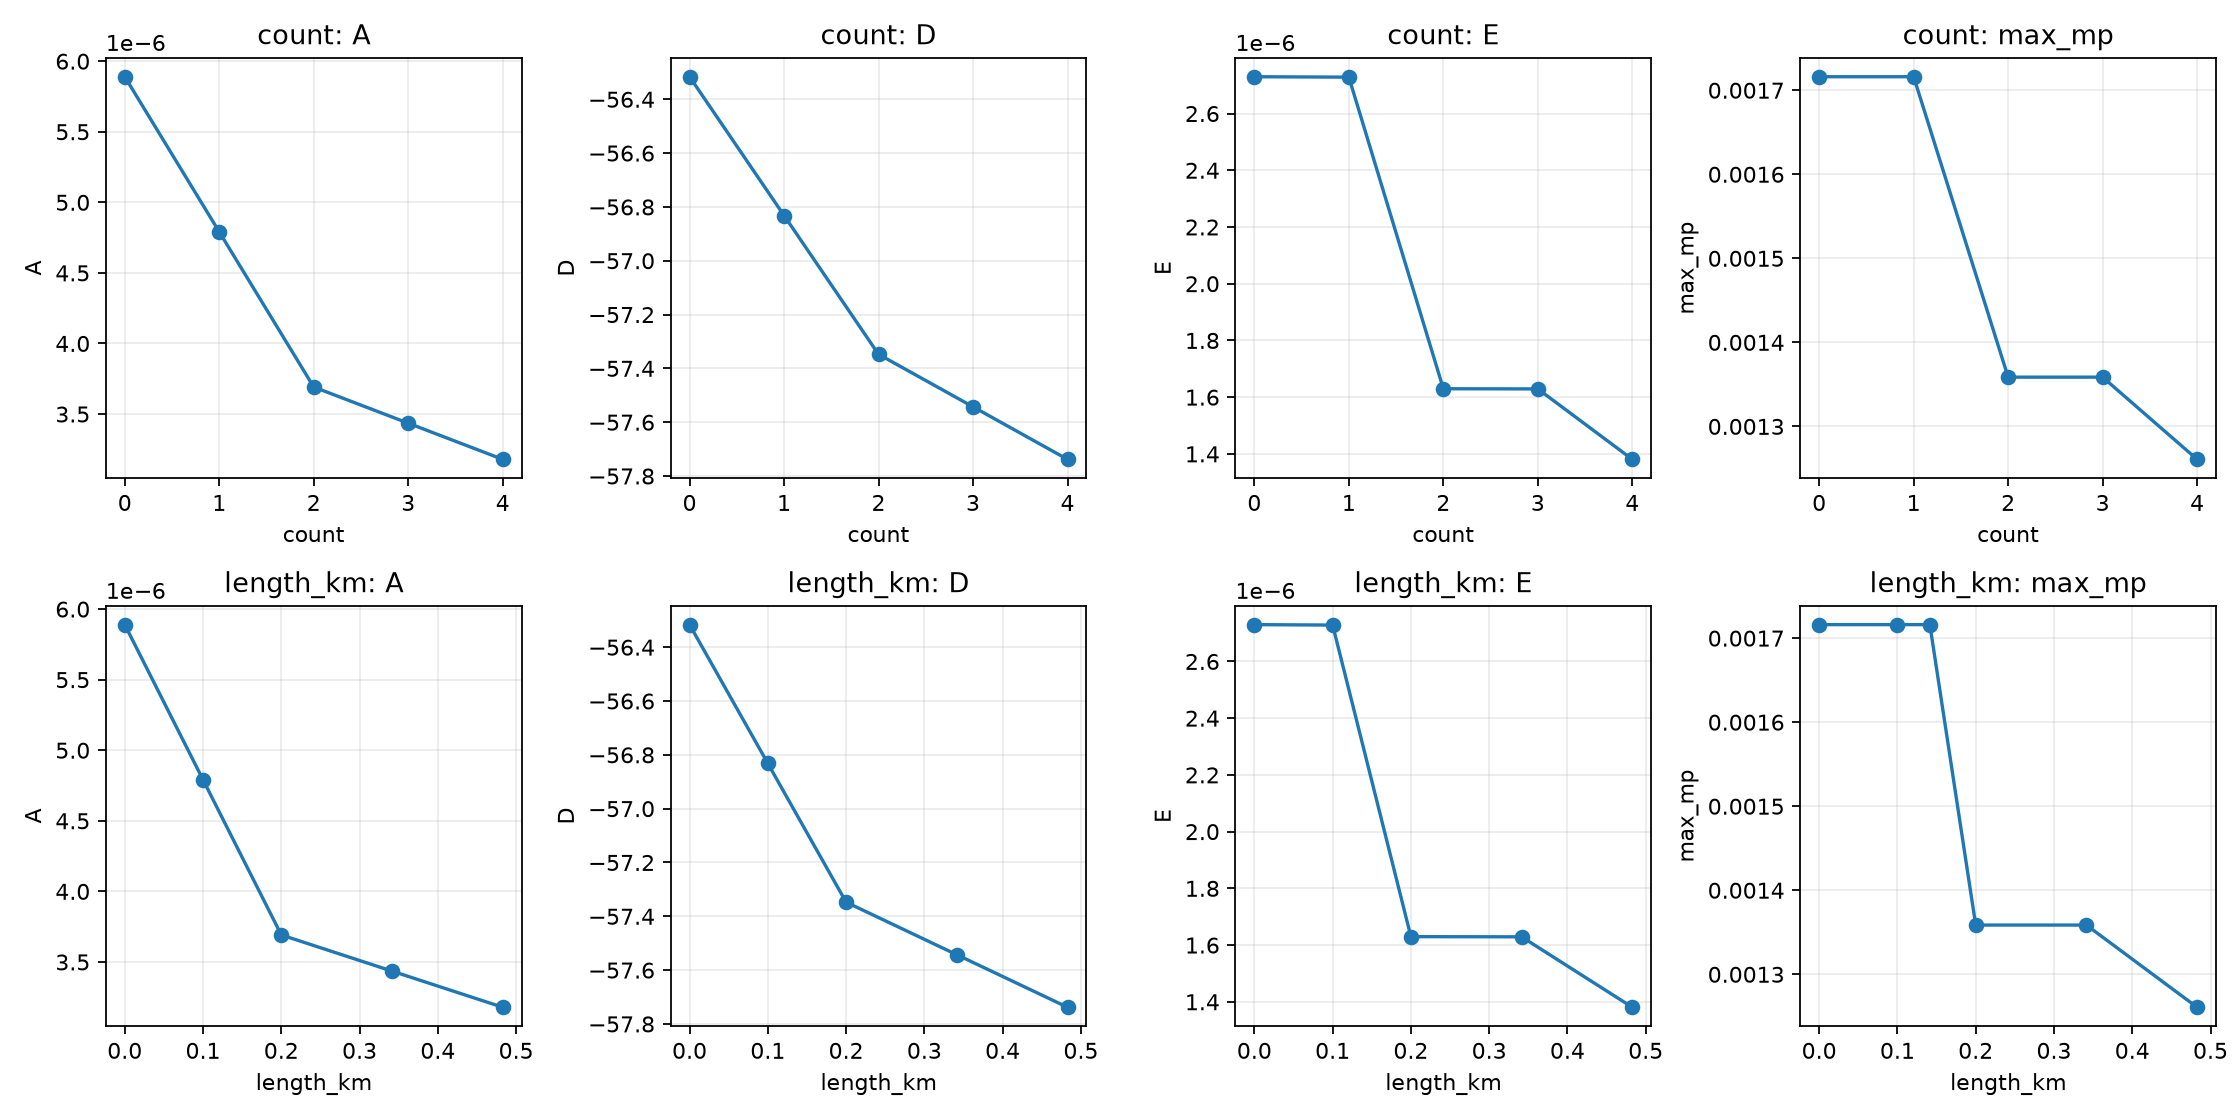 count: A
1e−6
6.0
5.5
5.0
4.5
4.0
3.5
A
0 1 2 3 4
count
count: D
−56.4
−56.6
−56.8
−57.0
−57.2
−57.4
−57.6
−57.8
D
0 1 2 3 4
count
count: E
1e−6
2.6
2.4
2.2
2.0
1.8
1.6
1.4
E
0 1 2 3 4
count
count: max_mp
0.0017
0.0016
0.0015
0.0014
0.0013
max_mp
0 1 2 3 4
count
length_km: A
1e−6
6.0
5.5
5.0
4.5
4.0
3.5
A
0.0 0.1 0.2 0.3 0.4 0.5
length_km
length_km: D
−56.4
−56.6
−56.8
−57.0
−57.2
−57.4
−57.6
−57.8
D
0.0 0.1 0.2 0.3 0.4 0.5
length_km
length_km: E
1e−6
2.6
2.4
2.2
2.0
1.8
1.6
1.4
E
0.0 0.1 0.2 0.3 0.4 0.5
length_km
length_km: max_mp
0.0017
0.0016
0.0015
0.0014
0.0013
max_mp
0.0 0.1 0.2 0.3 0.4 0.5
length_km